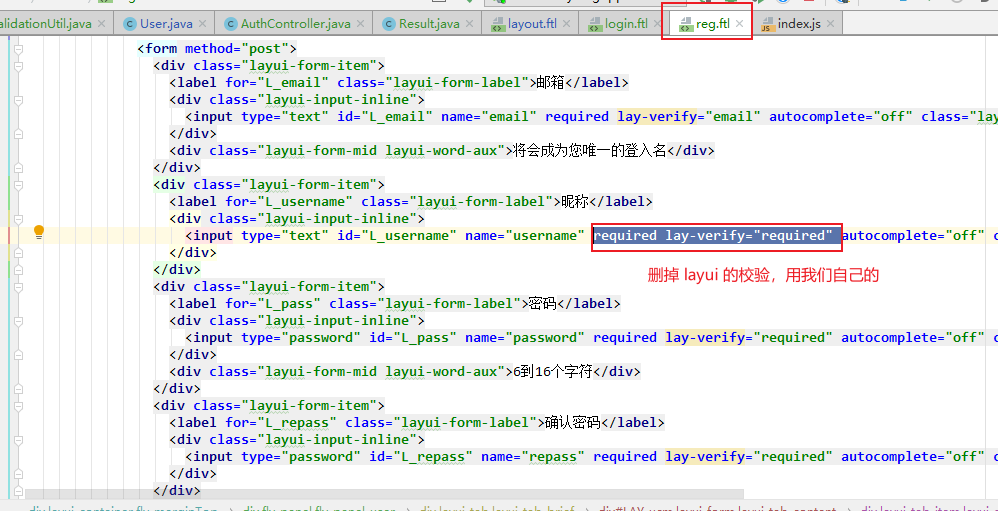 alidationUtil.java × User.java × AuthController.java × Result.java × layout.ftl × login.ftl × reg.ftl × index.js ×
<form method="post">
<div class="layui-form-item">
<label for="L_email" class="layui-form-label">邮箱</label>
<div class="layui-input-inline">
<input type="text" id="L_email" name="email" required lay-verify="email" autocomplete="off" class="lay
</div>
<div class="layui-form-mid layui-word-aux">将会成为您唯一的登入名</div>
</div>
<div class="layui-form-item">
<label for="L_username" class="layui-form-label">昵称</label>
<div class="layui-input-inline">
<input type="text" id="L_username" name="username" required lay-verify="required" autocomplete="off" c
</div>
</div>
删掉 layui 的校验，用我们自己的
<div class="layui-form-item">
<label for="L_pass" class="layui-form-label">密码</label>
<div class="layui-input-inline">
<input type="password" id="L_pass" name="password" required lay-verify="required" autocomplete="off" c
</div>
<div class="layui-form-mid layui-word-aux">6到16个字符</div>
</div>
<div class="layui-form-item">
<label for="L_repass" class="layui-form-label">确认密码</label>
<div class="layui-input-inline">
<input type="password" id="L_repass" name="repass" required lay-verify="required" autocomplete="off" c
</div>
</div>